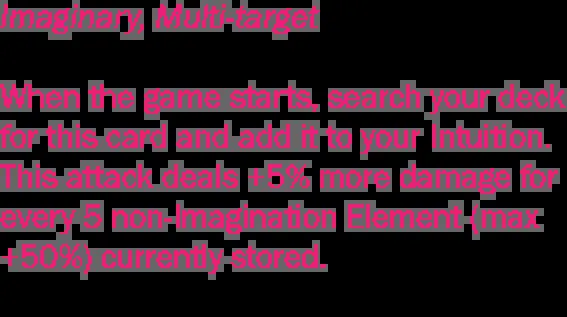 Imaginary, Multi-target
When the game starts, search your deck
for this card and add it to your Intuition.
This attack deals +5% more damage for
every 5 non-Imagination Element (max
+50%) currently stored.